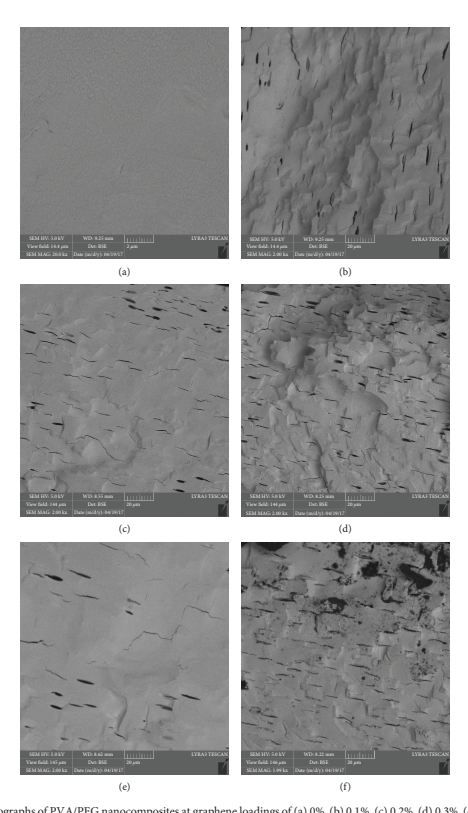 SEM HV: 5.0 kV WD: 9.25 mm LYRA3 TESCAN
View field: 14.4 µm Det: BSE 2 µm
SEM MAG: 20.0 kx Date (m/d/y): 04/19/17
(a)
SEM HV: 5.0 kV WD: 9.25 mm LYRA3 TESCAN
View field: 14.4 µm Det: BSE 20 µm
SEM MAG: 2.00 kx Date (m/d/y): 04/19/17
(b)
SEM HV: 5.0 kV WD: 8.55 mm LYRA3 TESCAN
View field: 144 µm Det: BSE 20 µm
SEM MAG: 2.00 kx Date (m/d/y): 04/19/17
(c)
SEM HV: 5.0 kV WD: 8.25 mm LYRA3 TESCAN
View field: 144 µm Det: BSE 20 µm
SEM MAG: 2.00 kx Date (m/d/y): 04/19/17
(d)
SEM HV: 5.0 kV WD: 8.62 mm LYRA3 TESCAN
View field: 145 µm Det: BSE 20 µm
SEM MAG: 2.00 kx Date (m/d/y): 04/19/17
(e)
SEM HV: 5.0 kV WD: 8.22 mm LYRA3 TESCAN
View field: 146 µm Det: BSE 20 µm
SEM MAG: 1.99 kx Date (m/d/y): 04/19/17
(f)
ographs of PVA/PEG nanocomposites at graphene loadings of (a) 0%, (b) 0.1%, (c) 0.2%, (d) 0.3%,